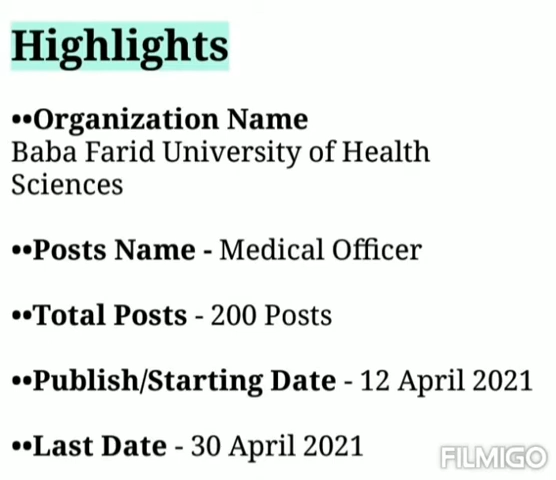 Highlights
••Organization Name
Baba Farid University of Health
Sciences
••Posts Name - Medical Officer
••Total Posts - 200 Posts
••Publish/Starting Date - 12 April 2021
••Last Date - 30 April 2021
FILMIGO